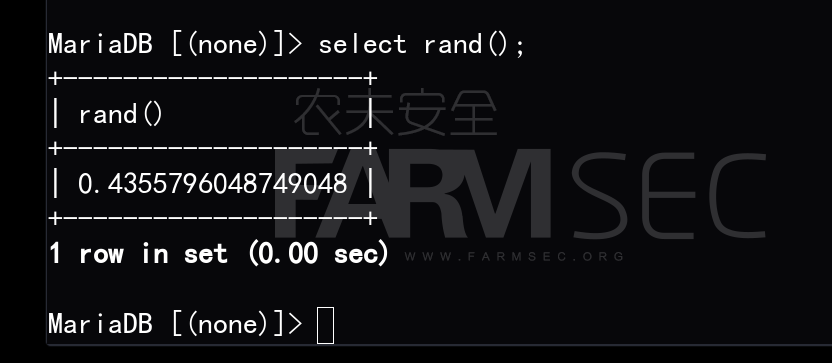 MariaDB [(none)]> select rand();
+--------------------+
| rand()             |
+--------------------+
| 0.4355796048749048 |
+--------------------+
1 row in set (0.00 sec)
MariaDB [(none)]>
农末安全
FARMSEC
WWW.FARMSEC.ORG